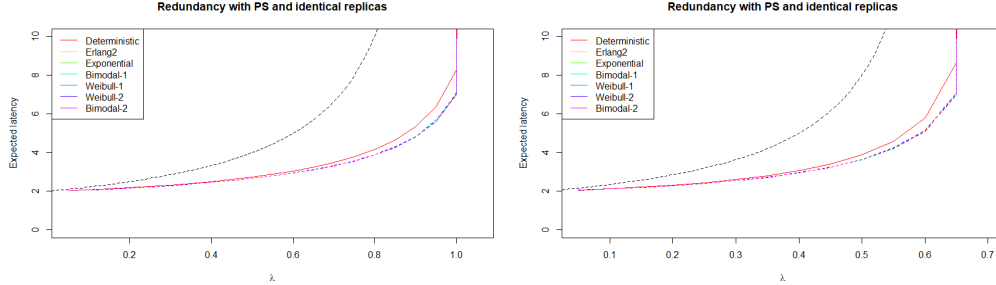 Redundancy with PS and identical replicas
Expected latency
10
8
6
4
2
0
Deterministic
Erlang2
Exponential
Bimodal-1
Weibull-1
Weibull-2
Bimodal-2
0.2
0.4
0.6
0.8
1.0
λ
Redundancy with PS and identical replicas
Expected latency
10
8
6
4
2
0
Deterministic
Erlang2
Exponential
Bimodal-1
Weibull-1
Weibull-2
Bimodal-2
0.1
0.2
0.3
0.4
0.5
0.6
0.7
λ